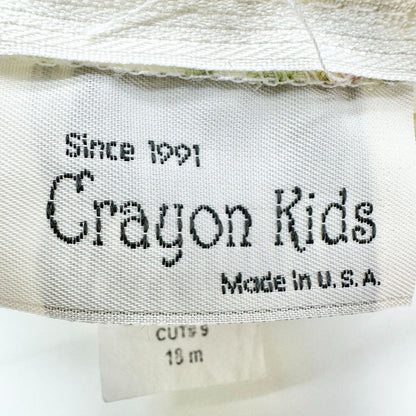 Since 1991
Crayon Kids
Made in U.S.A.
CUT# 9
18 m